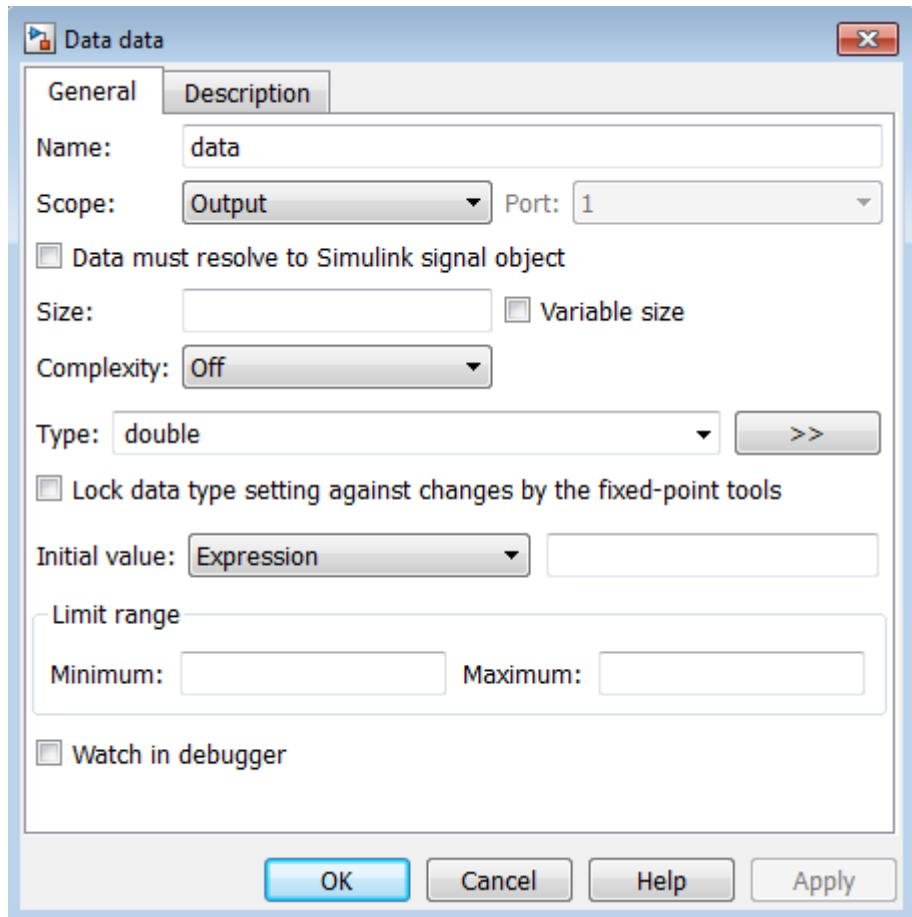 Data data
General Description
Name: data
Scope: Output Port: 1
Data must resolve to Simulink signal object
Size: Variable size
Complexity: Off
Type: double >>
Lock data type setting against changes by the fixed-point tools
Initial value: Expression
Limit range
Minimum: Maximum:
Watch in debugger
OK Cancel Help Apply